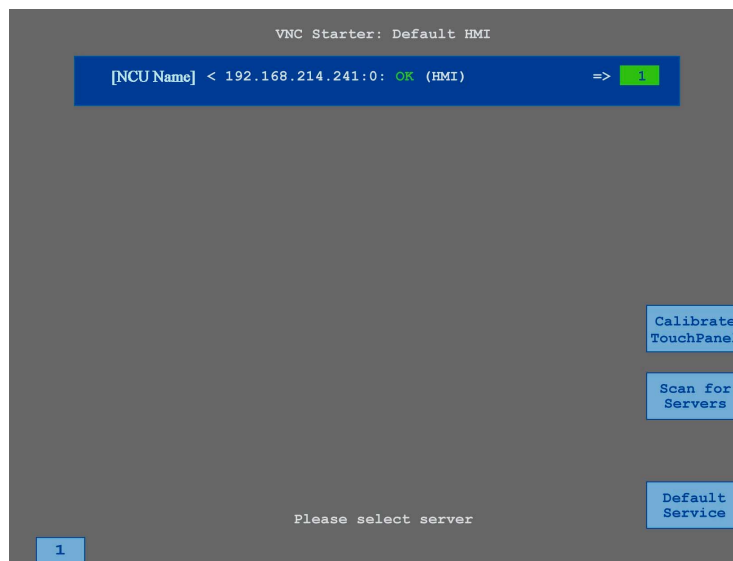 VNC Starter: Default HMI
[NCU Name] < 192.168.214.241:0: OK (HMI) => 1
Calibrate
TouchPane
Scan for
Servers
Default
Service
Please select server
1